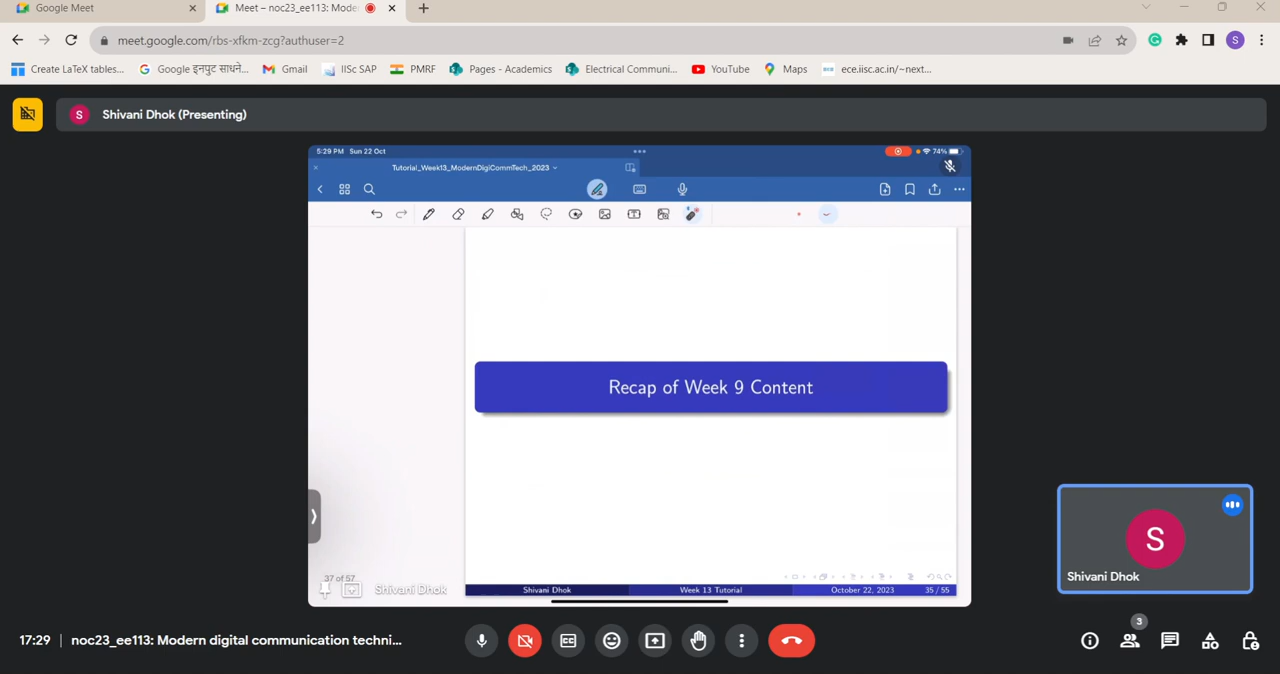 Google Meet
Meet – noc23_ee113: Mode
meet.google.com/rbs-xfkm-zcg?authuser=2
S
Create LaTeX tables...
Google इनपुट साधने...
Gmail
IISc SAP
PMRF
Pages - Academics
Electrical Communi...
YouTube
Maps
ece.iisc.ac.in/~next...
S
Shivani Dhok (Presenting)
5:29 PM Sun 22 Oct
74%
Tutorial_Week13_ModernDigiCommTech_2023
Recap of Week 9 Content
37 of 57
Shivani Dhok
Shivani Dhok
Week 13 Tutorial
October 22, 2023
35 / 55
S
Shivani Dhok
17:29
noc23_ee113: Modern digital communication techni...
3